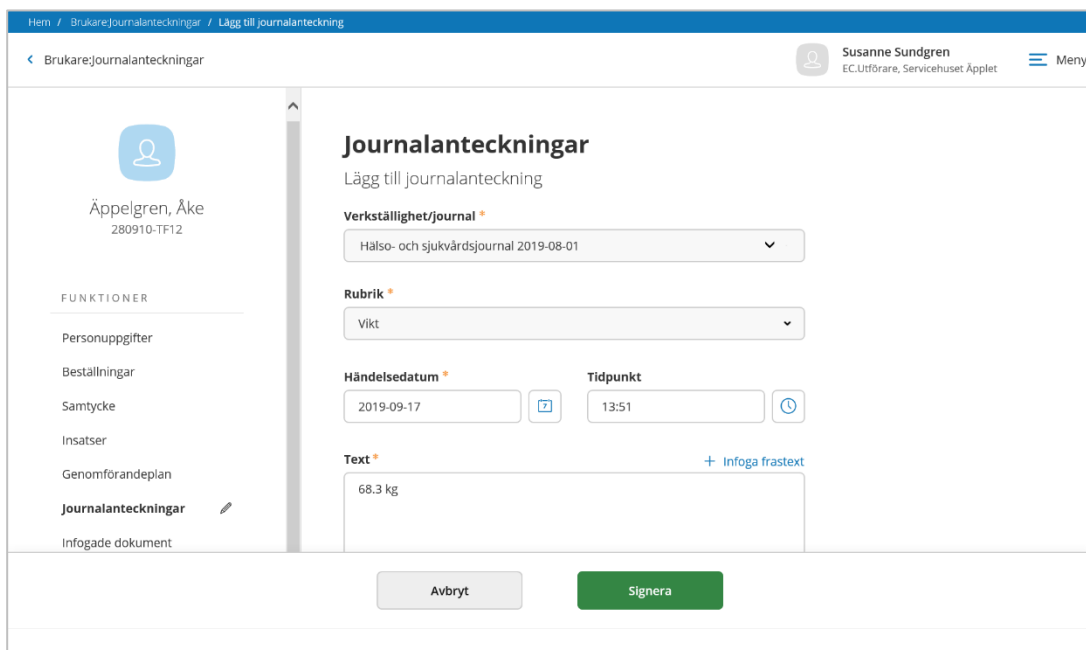 Hem / Brukare:Journalanteckningar / Lägg till journalanteckning
Brukare:Journalanteckningar
Susanne Sundgren
EC.Utförare, Servicehuset Äpplet
Meny
Äppelgren, Åke
280910-TF12
FUNKTIONER
Personuppgifter
Beställningar
Samtycke
Insatser
Genomförandeplan
Journalanteckningar
Infogade dokument
Journalanteckningar
Lägg till journalanteckning
Verkställighet/journal *
Hälso- och sjukvårdsjournal 2019-08-01
Rubrik *
Vikt
Händelsedatum * Tidpunkt
2019-09-17 7 13:51
Text * + Infoga frastext
68.3 kg
Avbryt Signera